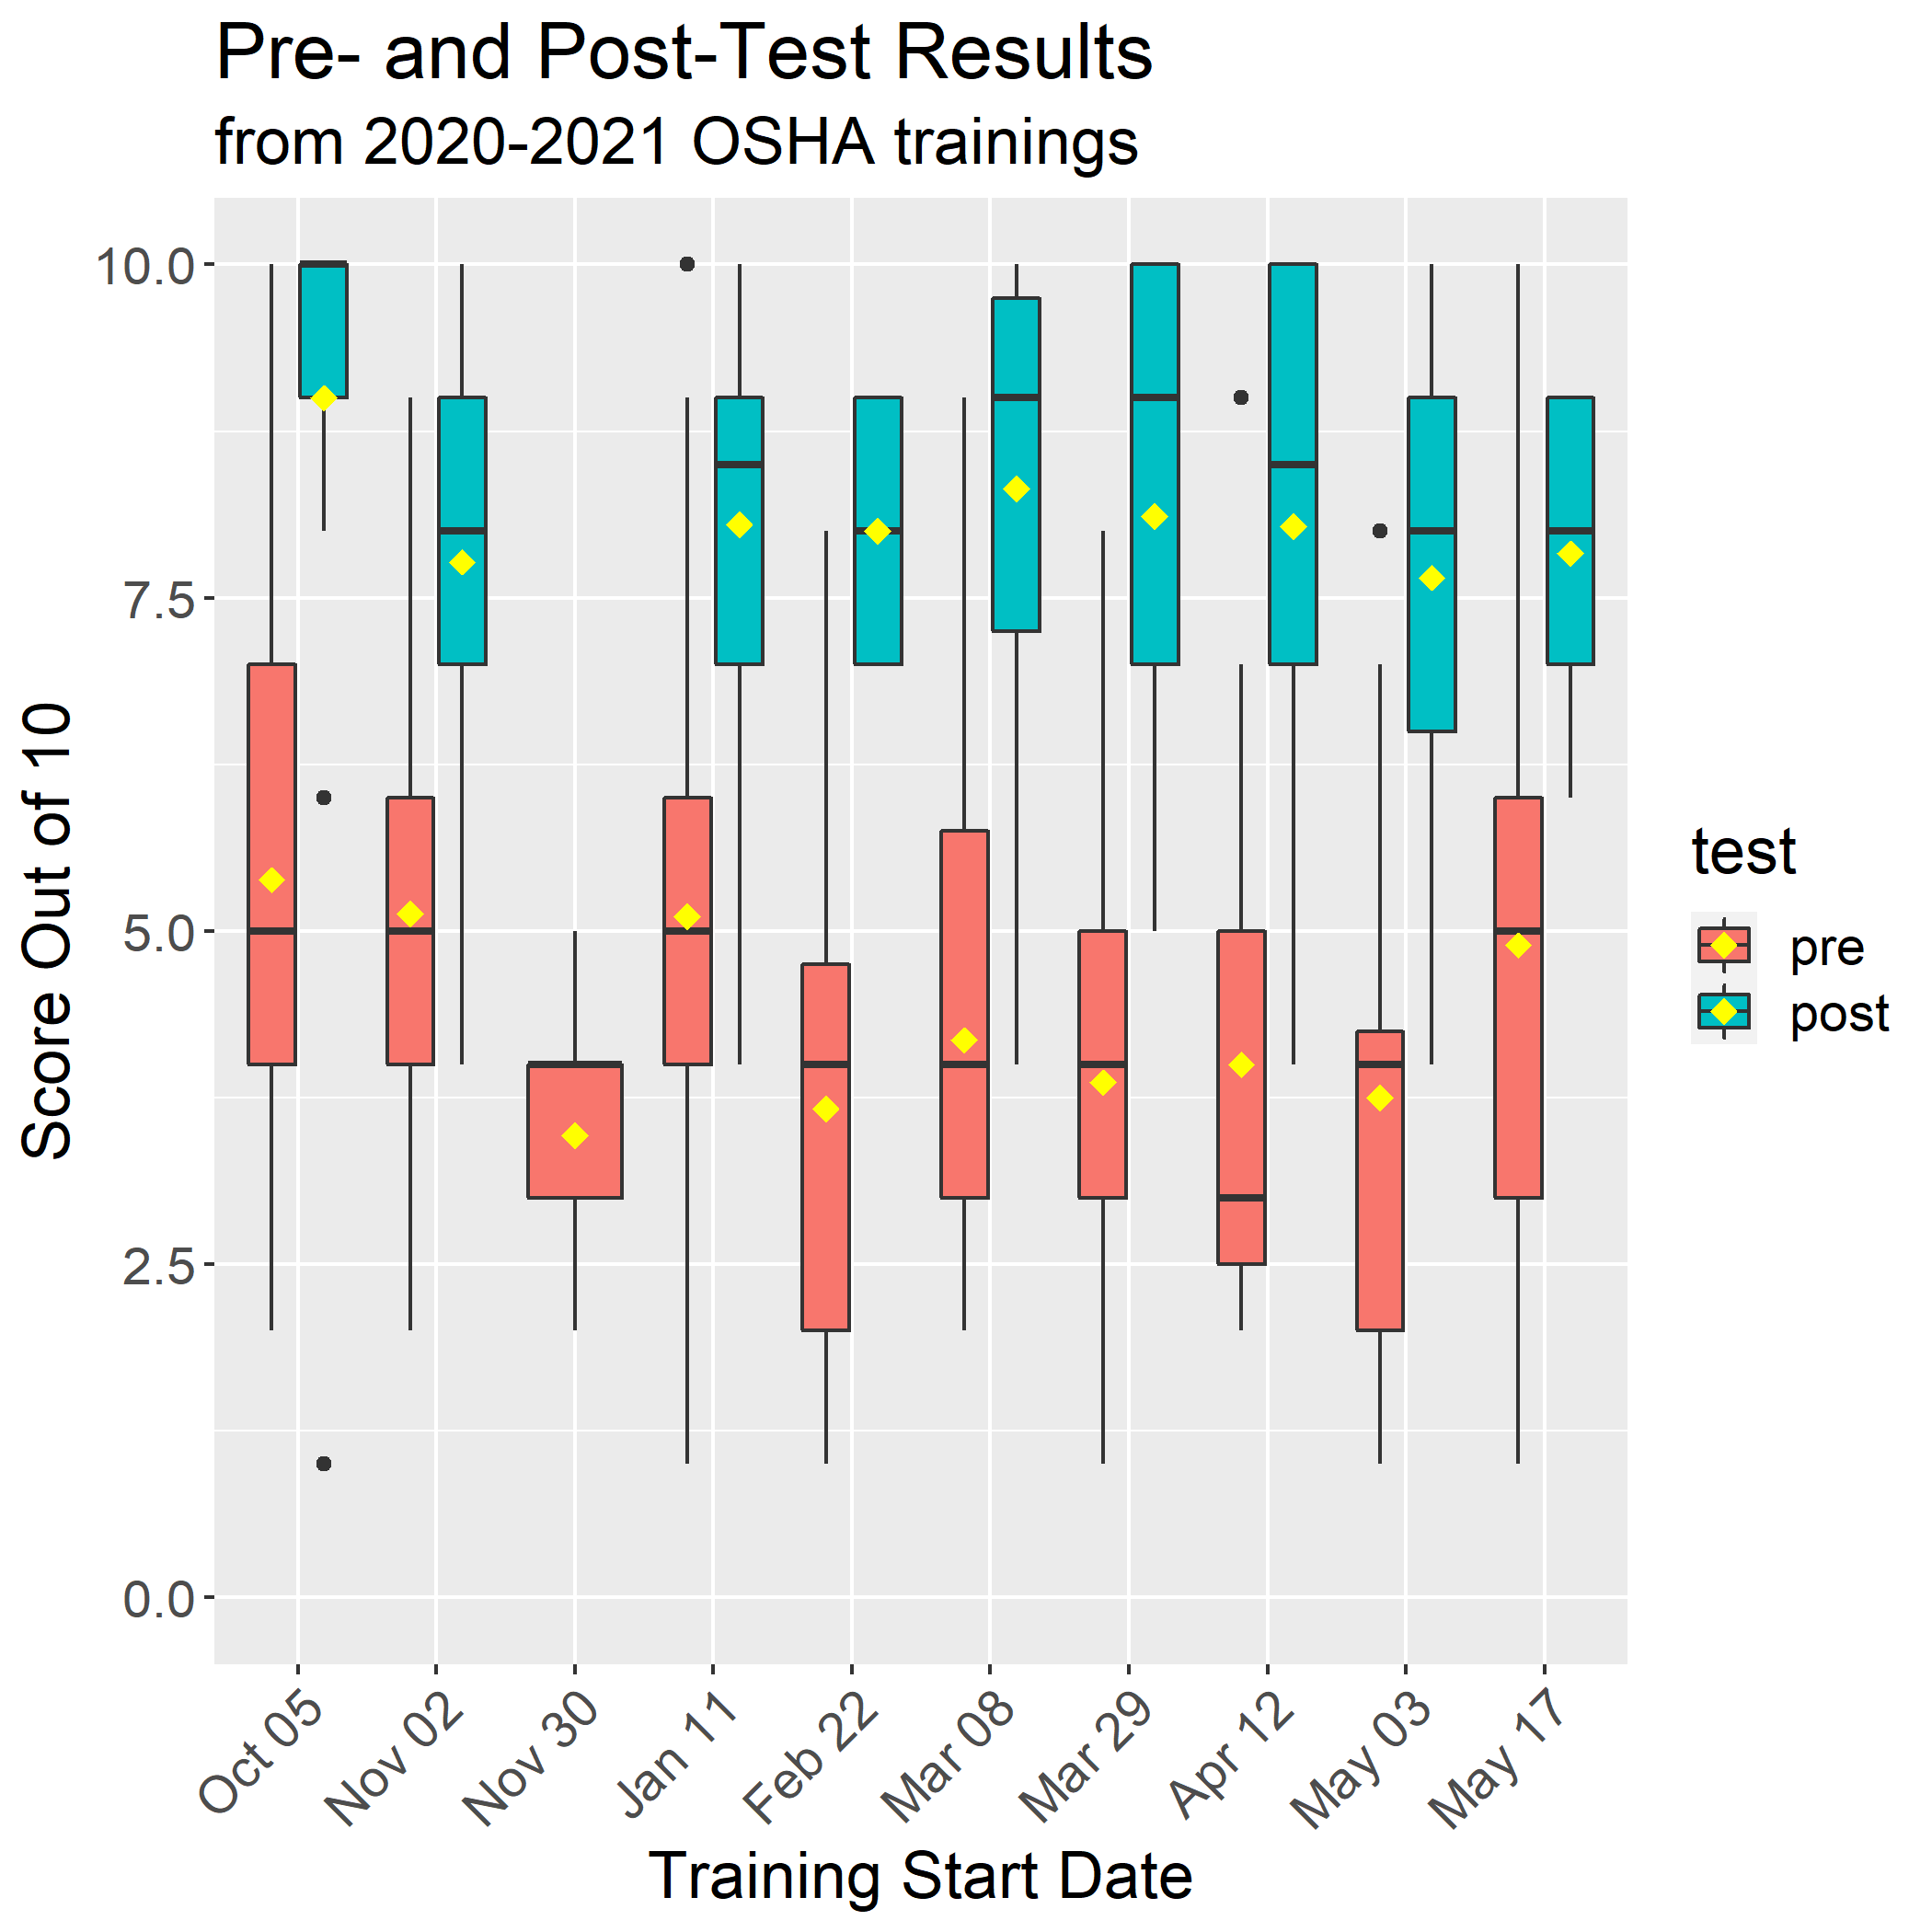 Pre- and Post-Test Results
from 2020-2021 OSHA trainings
Score Out of 10
10.0
7.5
5.0
2.5
0.0
Oct 05
Nov 02
Nov 30
Jan 11
Feb 22
Mar 08
Mar 29
Apr 12
May 03
May 17
Training Start Date
test
pre
post